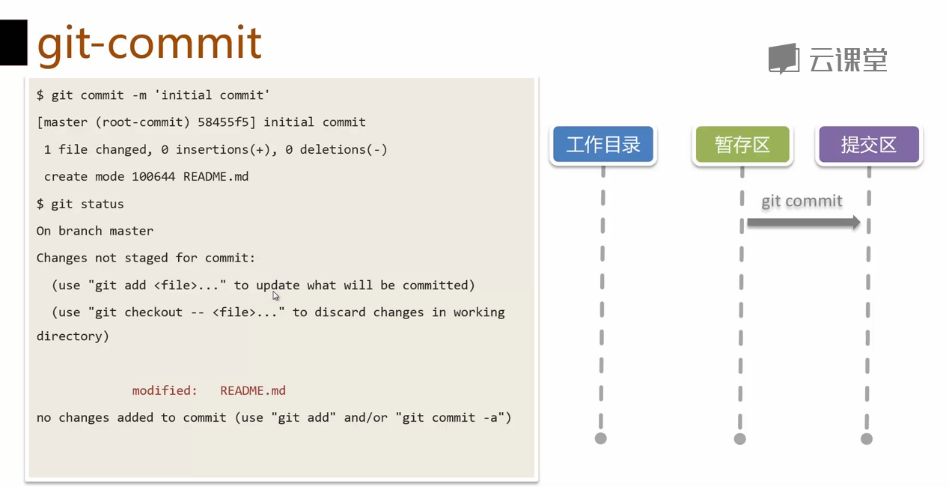 git-commit
云课堂
$ git commit -m 'initial commit'
[master (root-commit) 58455f5] initial commit
1 file changed, 0 insertions(+), 0 deletions(-)
create mode 100644 README.md
$ git status
On branch master
Changes not staged for commit:
(use "git add <file>..." to update what will be committed)
(use "git checkout -- <file>..." to discard changes in working
directory)
modified: README.md
no changes added to commit (use "git add" and/or "git commit -a")
工作目录
暂存区
提交区
git commit